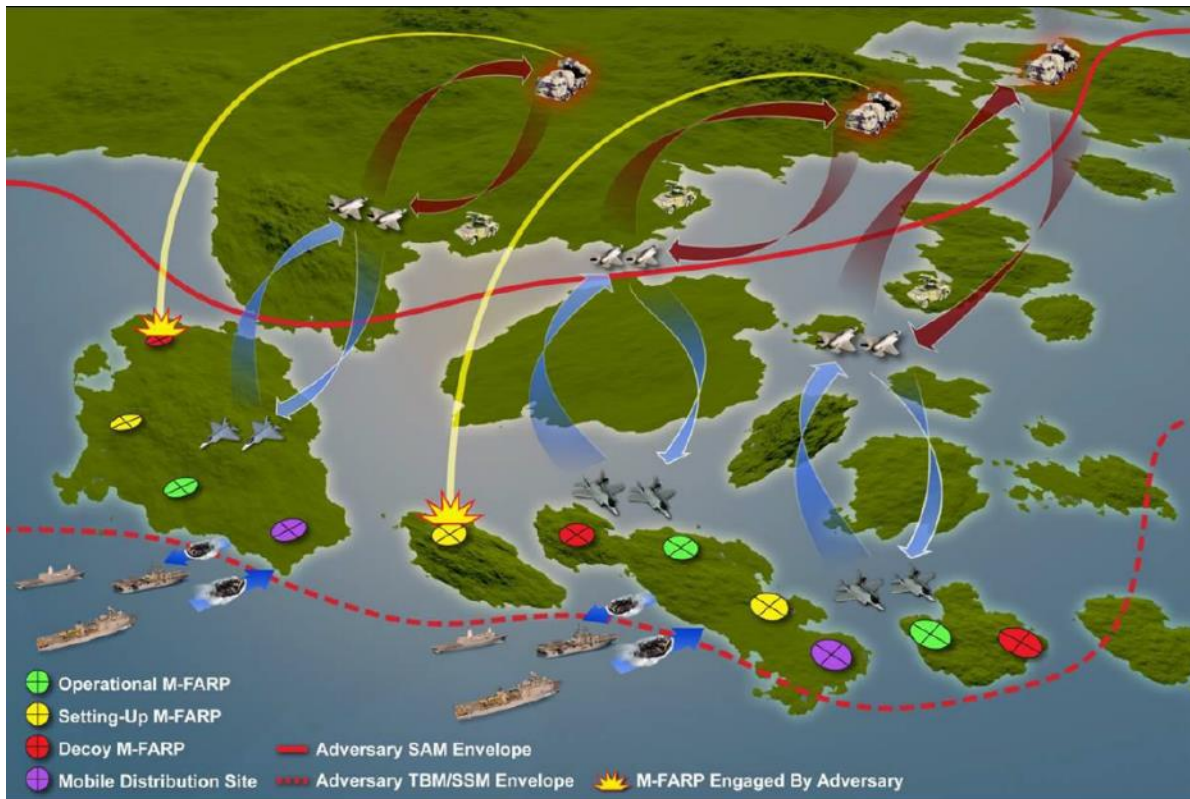 Operational M-FARP
Setting-Up M-FARP
Decoy M-FARP
Adversary SAM Envelope
Mobile Distribution Site
Adversary TBM/SSM Envelope
M-FARP Engaged By Adversary